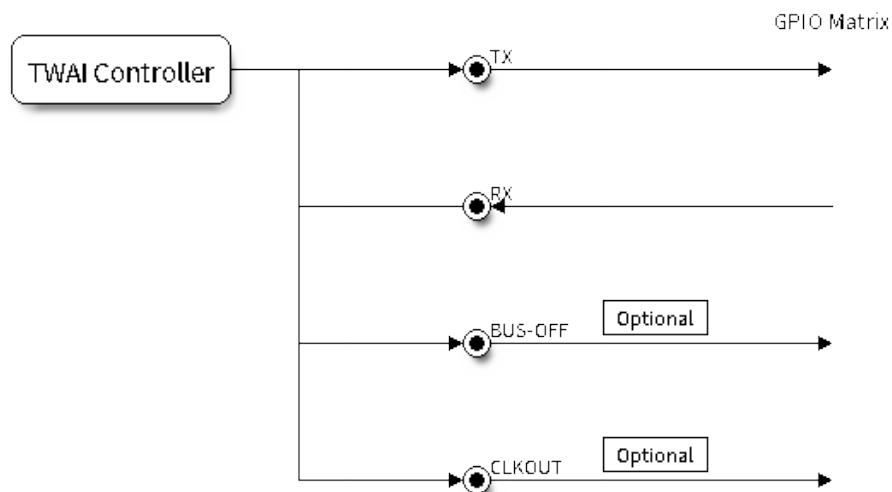 GPIO Matrix
TWAI Controller
TX
RX
BUS-OFF
Optional
CLKOUT
Optional